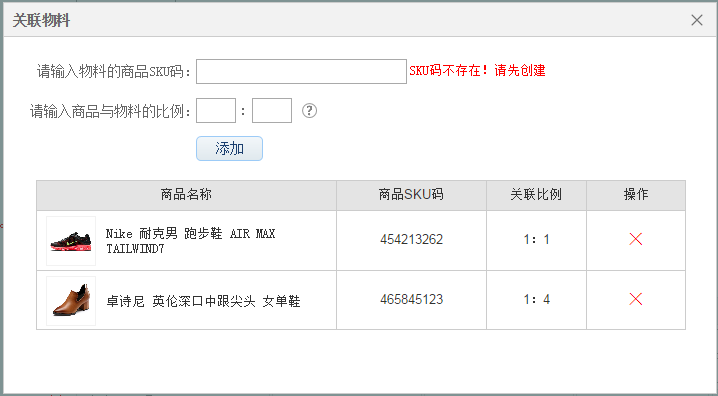 关联物料
请输入物料的商品SKU码: SKU码不存在！请先创建
请输入商品与物料的比例: : ?
添加
商品名称 商品SKU码 关联比例 操作
Nike 耐克男 跑步鞋 AIR MAX
TAILWIND7
454213262 1：1
卓诗尼 英伦深口中跟尖头 女单鞋 465845123 1：4